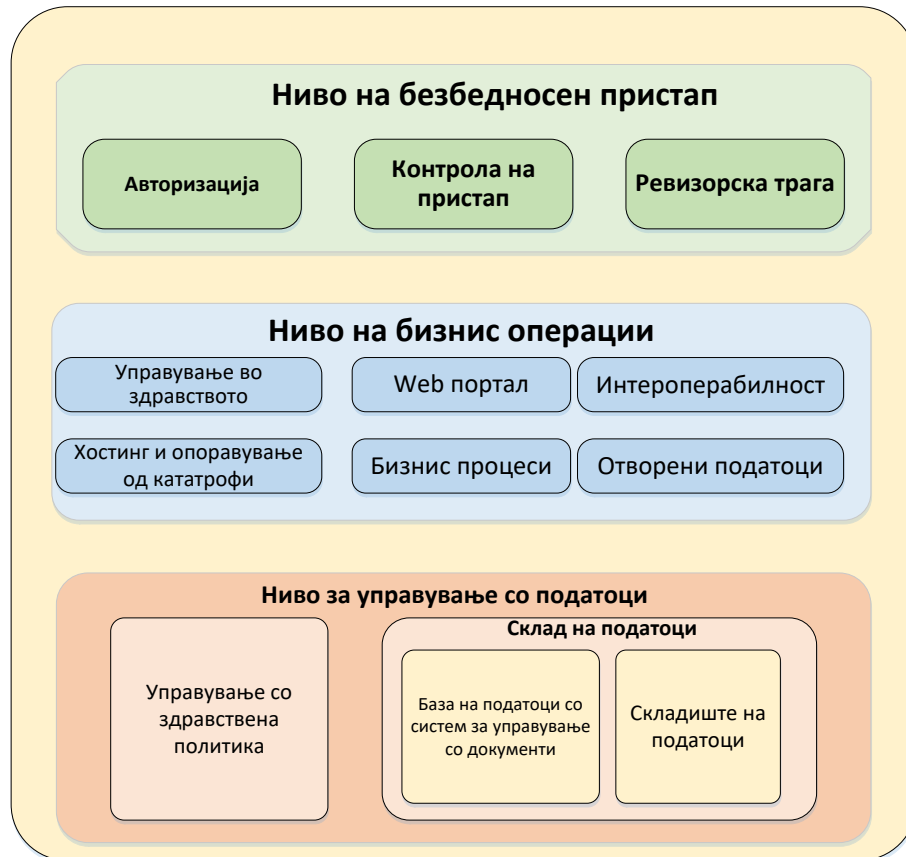 Ниво на безбедносен пристап
Авторизација
Контрола на
пристап
Ревизорска трага
Ниво на бизнис операции
Управување во
здравството
Web портал
Интероперабилност
Хостинг и опоравување
од кататрофи
Бизнис процеси
Отворени податоци
Ниво за управување со податоци
Управување со
здравствена
политика
Склад на податоци
База на податоци со
систем за управување
со документи
Складиште на
податоци